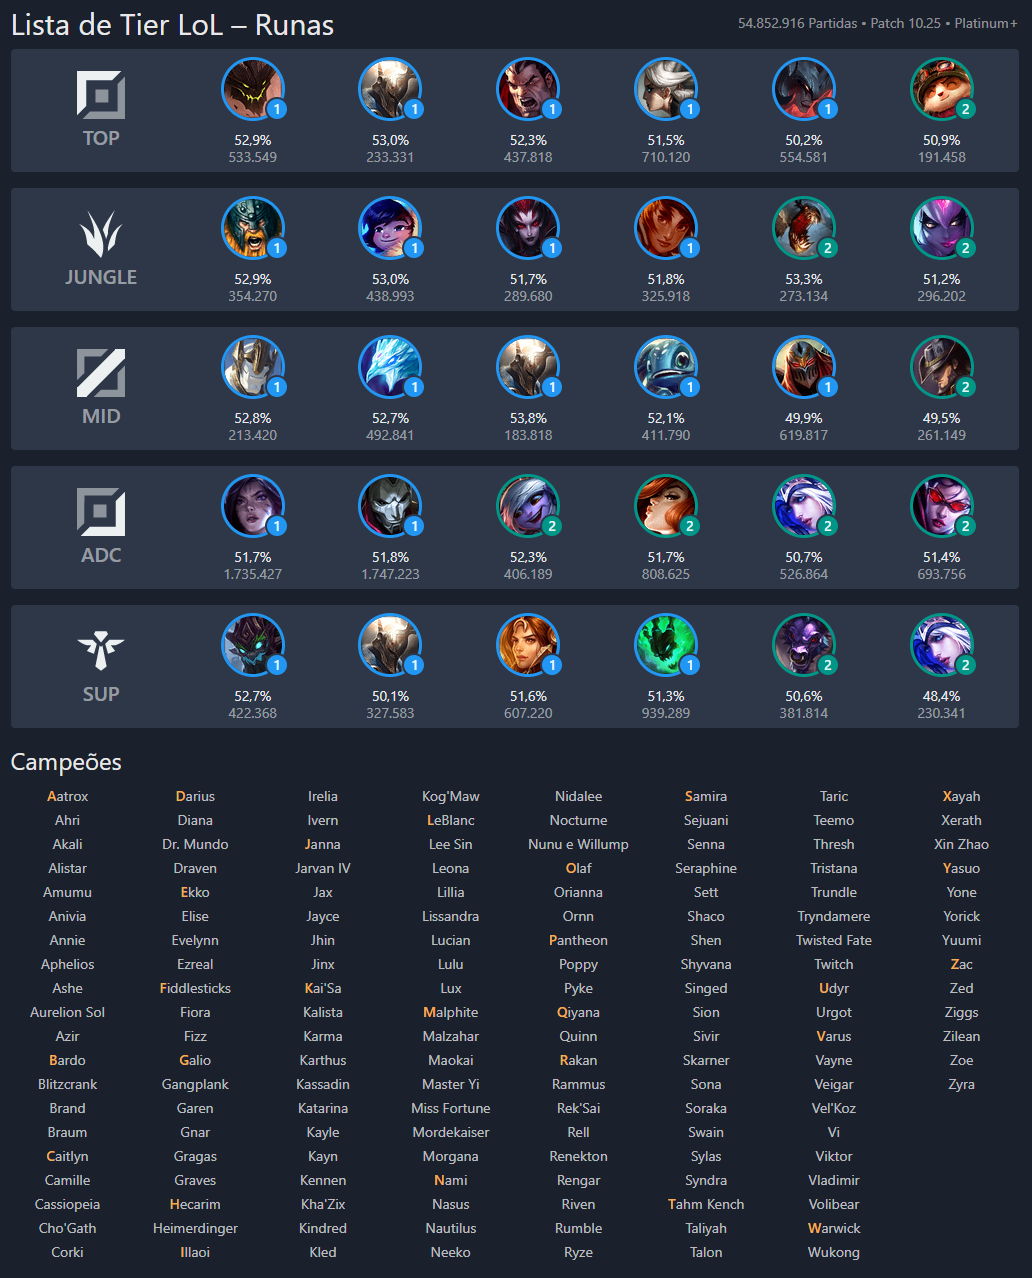 Lista de Tier LoL – Runas
54.852.916 Partidas • Patch 10.25 • Platinum+
1 1 1 1 1 2
TOP
52,9% 53,0% 52,3% 51,5% 50,2% 50,9%
533.549 233.331 437.818 710.120 554.581 191.458
1 1 1 1 2 2
JUNGLE
52,9% 53,0% 51,7% 51,8% 53,3% 51,2%
354.270 438.993 289.680 325.918 273.134 296.202
1 1 1 1 1 2
MID
52,8% 52,7% 53,8% 52,1% 49,9% 49,5%
213.420 492.841 183.818 411.790 619.817 261.149
1 1 2 2 2 2
ADC
51,7% 51,8% 52,3% 51,7% 50,7% 51,4%
1.735.427 1.747.223 406.189 808.625 526.864 693.756
1 1 1 1 2 2
SUP
52,7% 50,1% 51,6% 51,3% 50,6% 48,4%
422.368 327.583 607.220 939.289 381.814 230.341
Campeões
Aatrox Darius Irelia Kog'Maw Nidalee Samira Taric Xayah
Ahri Diana Ivern LeBlanc Nocturne Sejuani Teemo Xerath
Akali Dr. Mundo Janna Lee Sin Nunu e Willump Senna Thresh Xin Zhao
Alistar Draven Jarvan IV Leona Olaf Seraphine Tristana Yasuo
Amumu Ekko Jax Lillia Orianna Sett Trundle Yone
Anivia Elise Jayce Lissandra Ornn Shaco Tryndamere Yorick
Annie Evelynn Jhin Lucian Pantheon Shen Twisted Fate Yuumi
Aphelios Ezreal Jinx Lulu Poppy Shyvana Twitch Zac
Ashe Fiddlesticks Kai'Sa Lux Pyke Singed Udyr Zed
Aurelion Sol Fiora Kalista Malphite Qiyana Sion Urgot Ziggs
Azir Fizz Karma Malzahar Quinn Sivir Varus Zilean
Bardo Galio Karthus Maokai Rakan Skarner Vayne Zoe
Blitzcrank Gangplank Kassadin Master Yi Rammus Sona Veigar Zyra
Brand Garen Katarina Miss Fortune Rek'Sai Soraka Vel'Koz
Braum Gnar Kayle Mordekaiser Rell Swain Vi
Caitlyn Gragas Kayn Morgana Renekton Sylas Viktor
Camille Graves Kennen Nami Rengar Syndra Vladimir
Cassiopeia Hecarim Kha'Zix Nasus Riven Tahm Kench Volibear
Cho'Gath Heimerdinger Kindred Nautilus Rumble Taliyah Warwick
Corki Illaoi Kled Neeko Ryze Talon Wukong